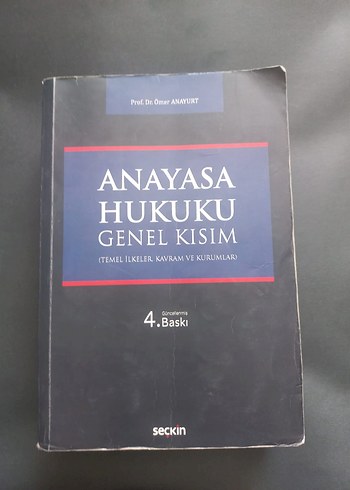 Prof. Dr. Ömer ANAYURT
ANAYASA
HUKUKU
GENEL KISIM
(TEMEL İLKELER, KAVRAM VE KURUMLAR)
Güncellenmiş
4. Baskı
seçkin